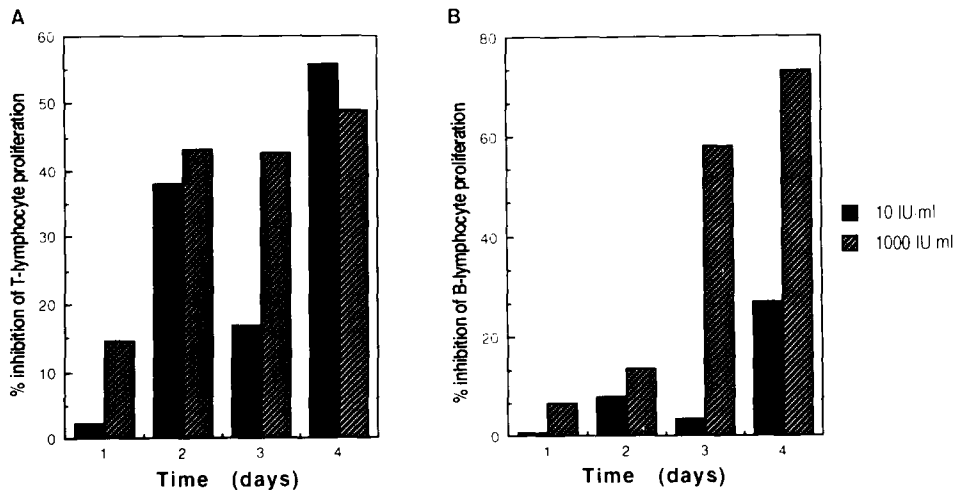 A
% inhibition of T-lymphocyte proliferation
60
50
40
30
20
10
0
1 2 3 4
Time (days)
B
% inhibition of B-lymphocyte proliferation
80
60
40
20
0
1 2 3 4
Time (days)
10 IU ml
1000 IU ml